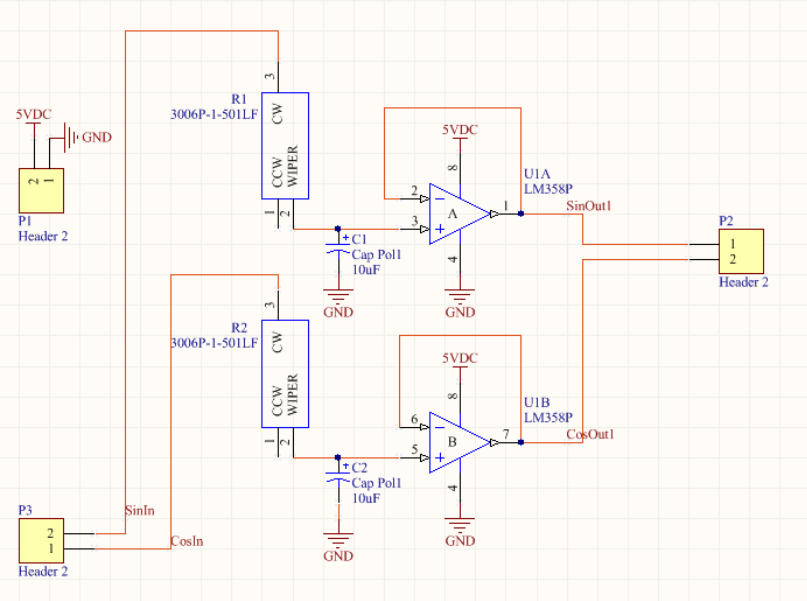 3
CW
R1
3006P-1-501LF
CCW
WIPER
1
2
5VDC
GND
2
1
P1
Header 2
5VDC
8
2
3
A
1
4
U1A
LM358P
SinOut1
GND
C1
Cap Pol1
10uF
GND
1
2
P2
Header 2
3
CW
R2
3006P-1-501LF
CCW
WIPER
1
2
5VDC
8
6
5
B
7
4
U1B
LM358P
CosOut1
GND
C2
Cap Pol1
10uF
GND
P3
2
1
SinIn
CosIn
Header 2